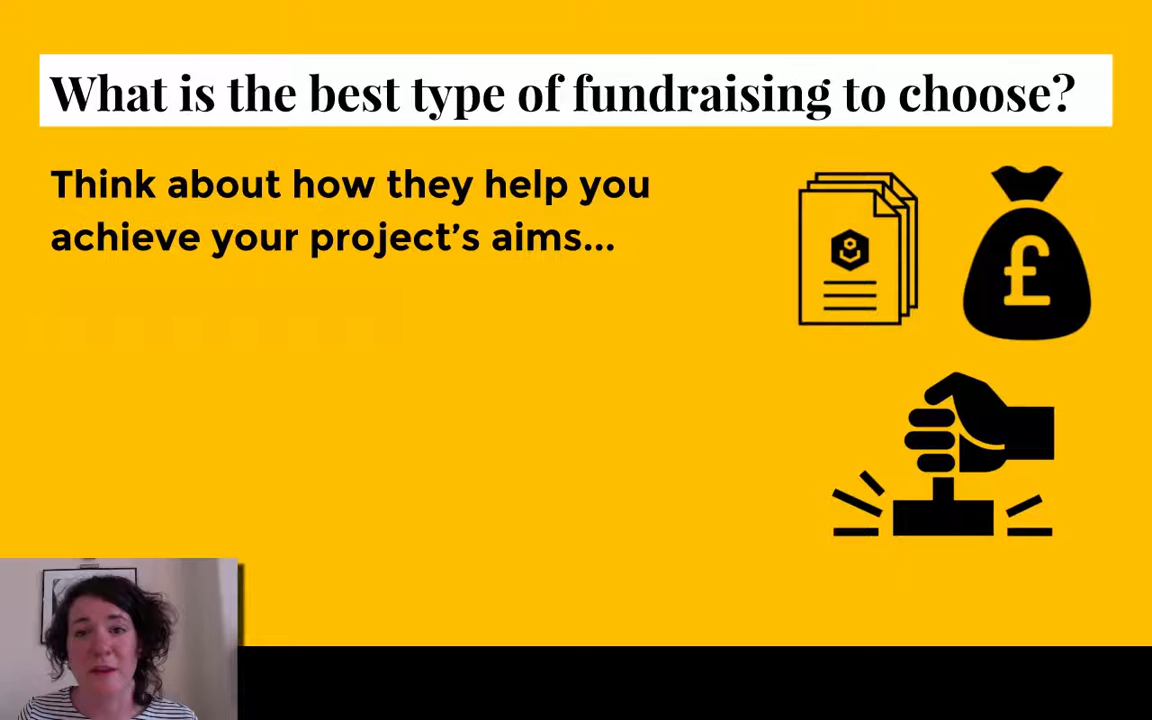 What is the best type of fundraising to choose?
Think about how they help you
achieve your project’s aims...
£